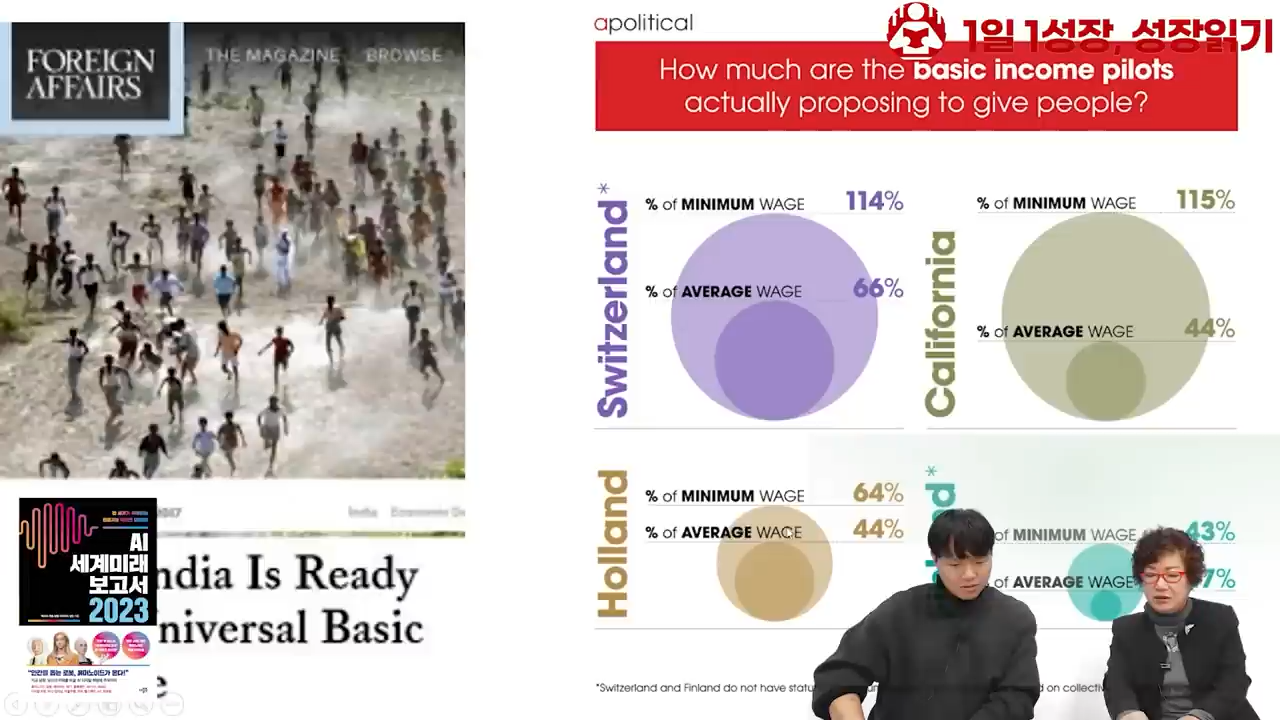 FOREIGN
AFFAIRS
THE MAGAZINE BROWSE
India
ndia Is Ready
niversal Basic
e
AI
세계미래
보고서
2023
apolitical
1일 1성장, 성장읽기
How much are the basic income pilots
actually proposing to give people?
Switzerland*
% of MINIMUM WAGE 114%
% of AVERAGE WAGE 66%
California
% of MINIMUM WAGE 115%
% of AVERAGE WAGE 44%
Holland
% of MINIMUM WAGE 64%
% of AVERAGE WAGE 44%
of MINIMUM WAGE 43%
of AVERAGE WAGE 7%
*Switzerland and Finland do not have statu
d on collectiv